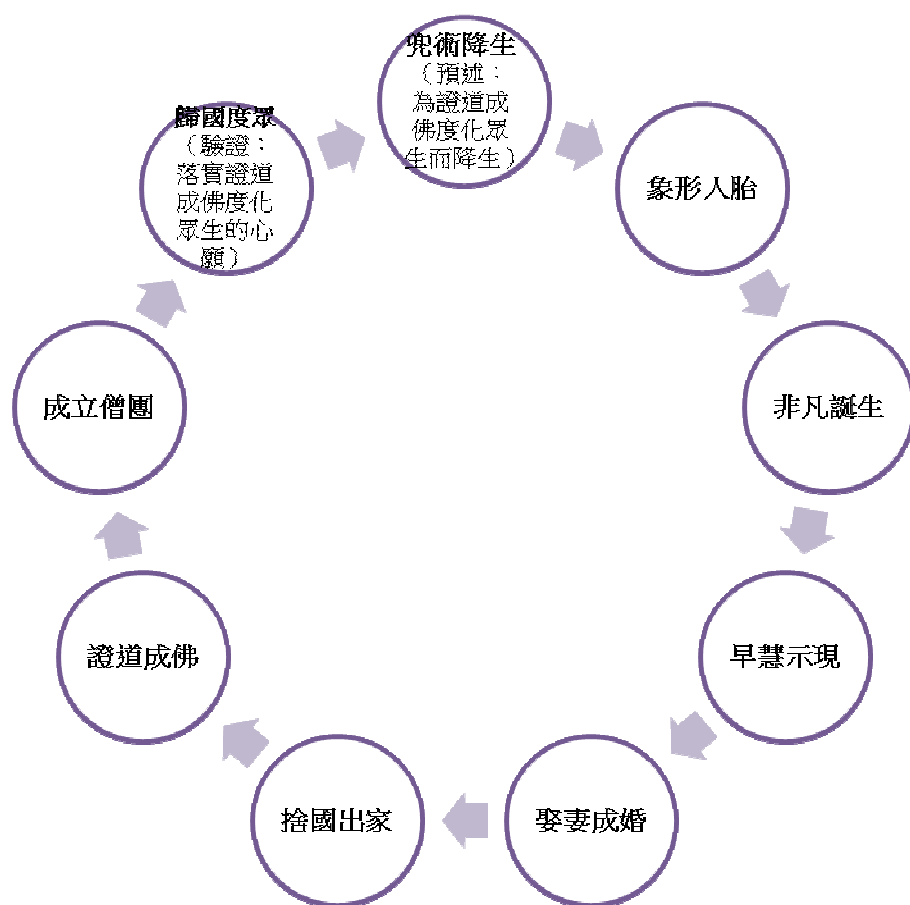 兜術降生
（預述：
為證道成
佛度化眾
生而降生）
象形人胎
非凡誕生
早慧示現
娶妻成婚
捨國出家
證道成佛
成立僧團
歸國度眾
（驗證：
落實證道
成佛度化
眾生的心
願）